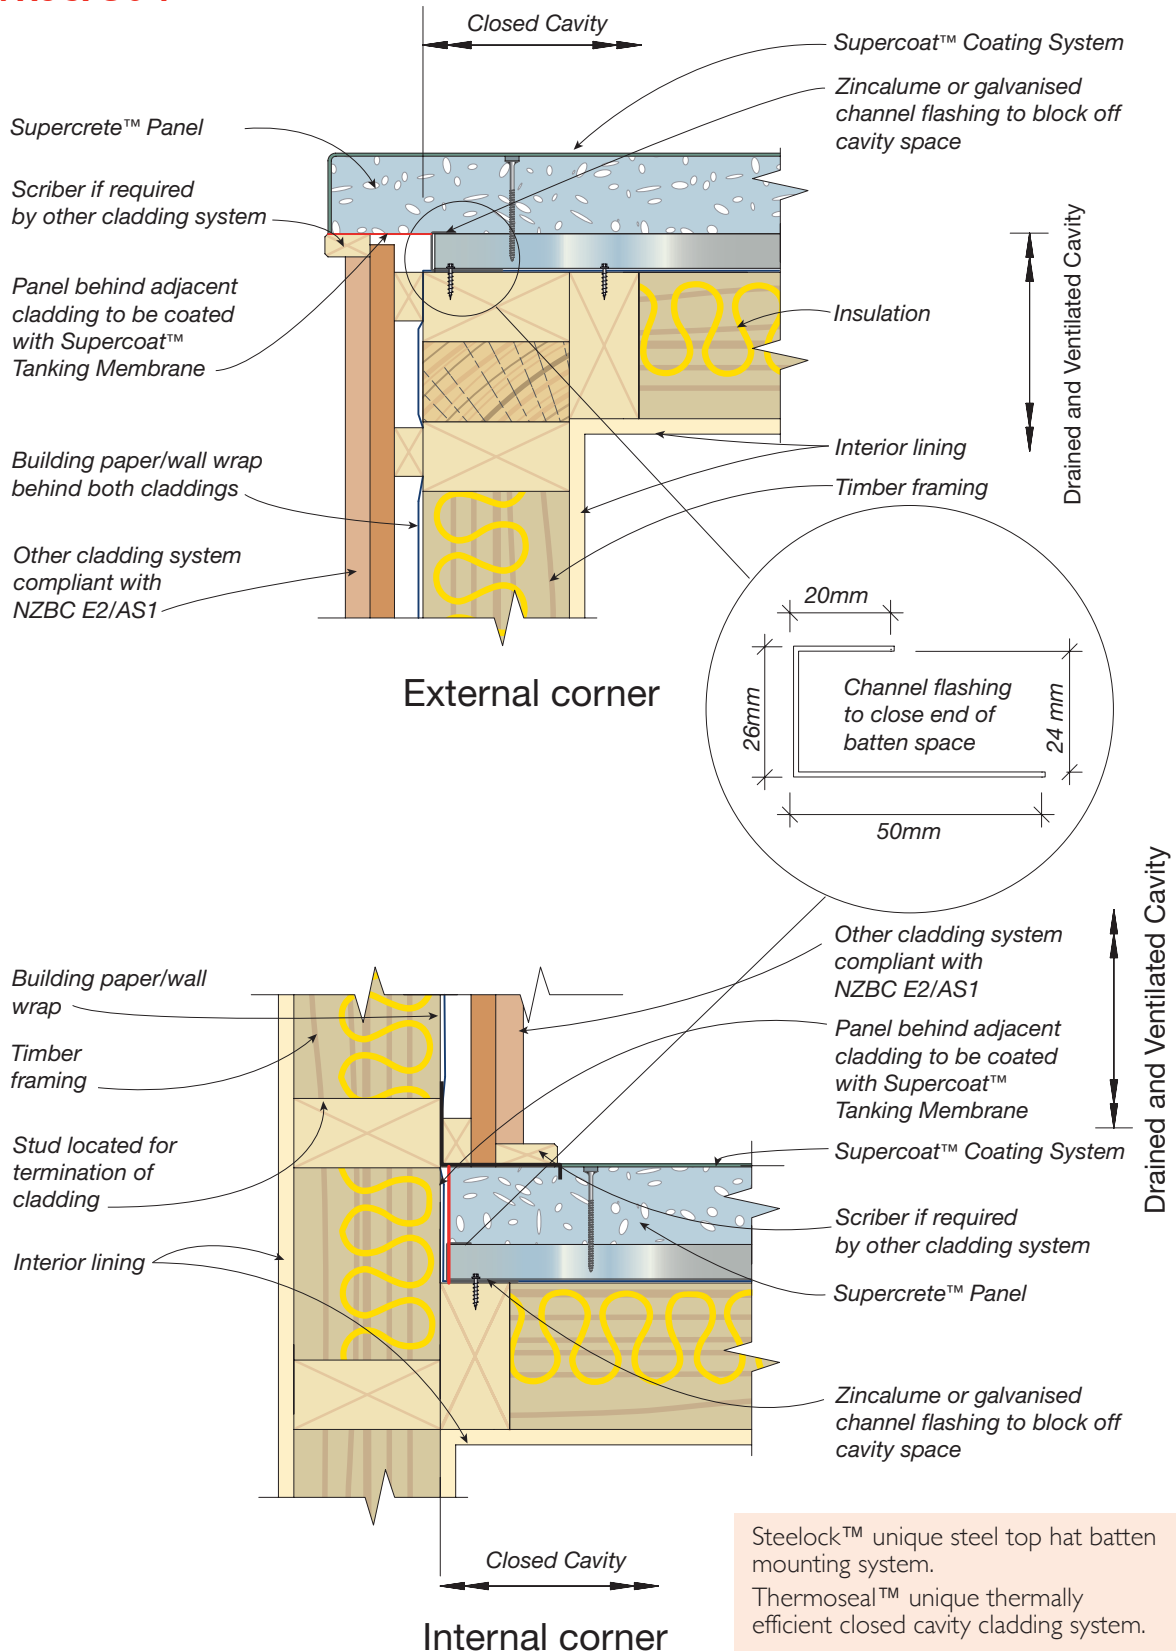 Closed Cavity
Supercoat™ Coating System
Zincalume or galvanised
channel flashing to block off
cavity space
Supercrete™ Panel
Scriber if required
by other cladding system
Panel behind adjacent
cladding to be coated
with Supercoat™
Tanking Membrane
Insulation
Drained and Ventilated Cavity
Building paper/wall wrap
behind both claddings
Interior lining
Timber framing
Other cladding system
compliant with
NZBC E2/AS1
External corner
20mm
26mm
Channel flashing
to close end of
batten space
24 mm
50mm
Drained and Ventilated Cavity
Other cladding system
compliant with
NZBC E2/AS1
Building paper/wall
wrap
Panel behind adjacent
cladding to be coated
with Supercoat™
Tanking Membrane
Timber
framing
Stud located for
termination of
cladding
Supercoat™ Coating System
Scriber if required
by other cladding system
Interior lining
Supercrete™ Panel
Zincalume or galvanised
channel flashing to block off
cavity space
Closed Cavity
Internal corner
Steelock™ unique steel top hat batten
mounting system.
Thermoseal™ unique thermally
efficient closed cavity cladding system.